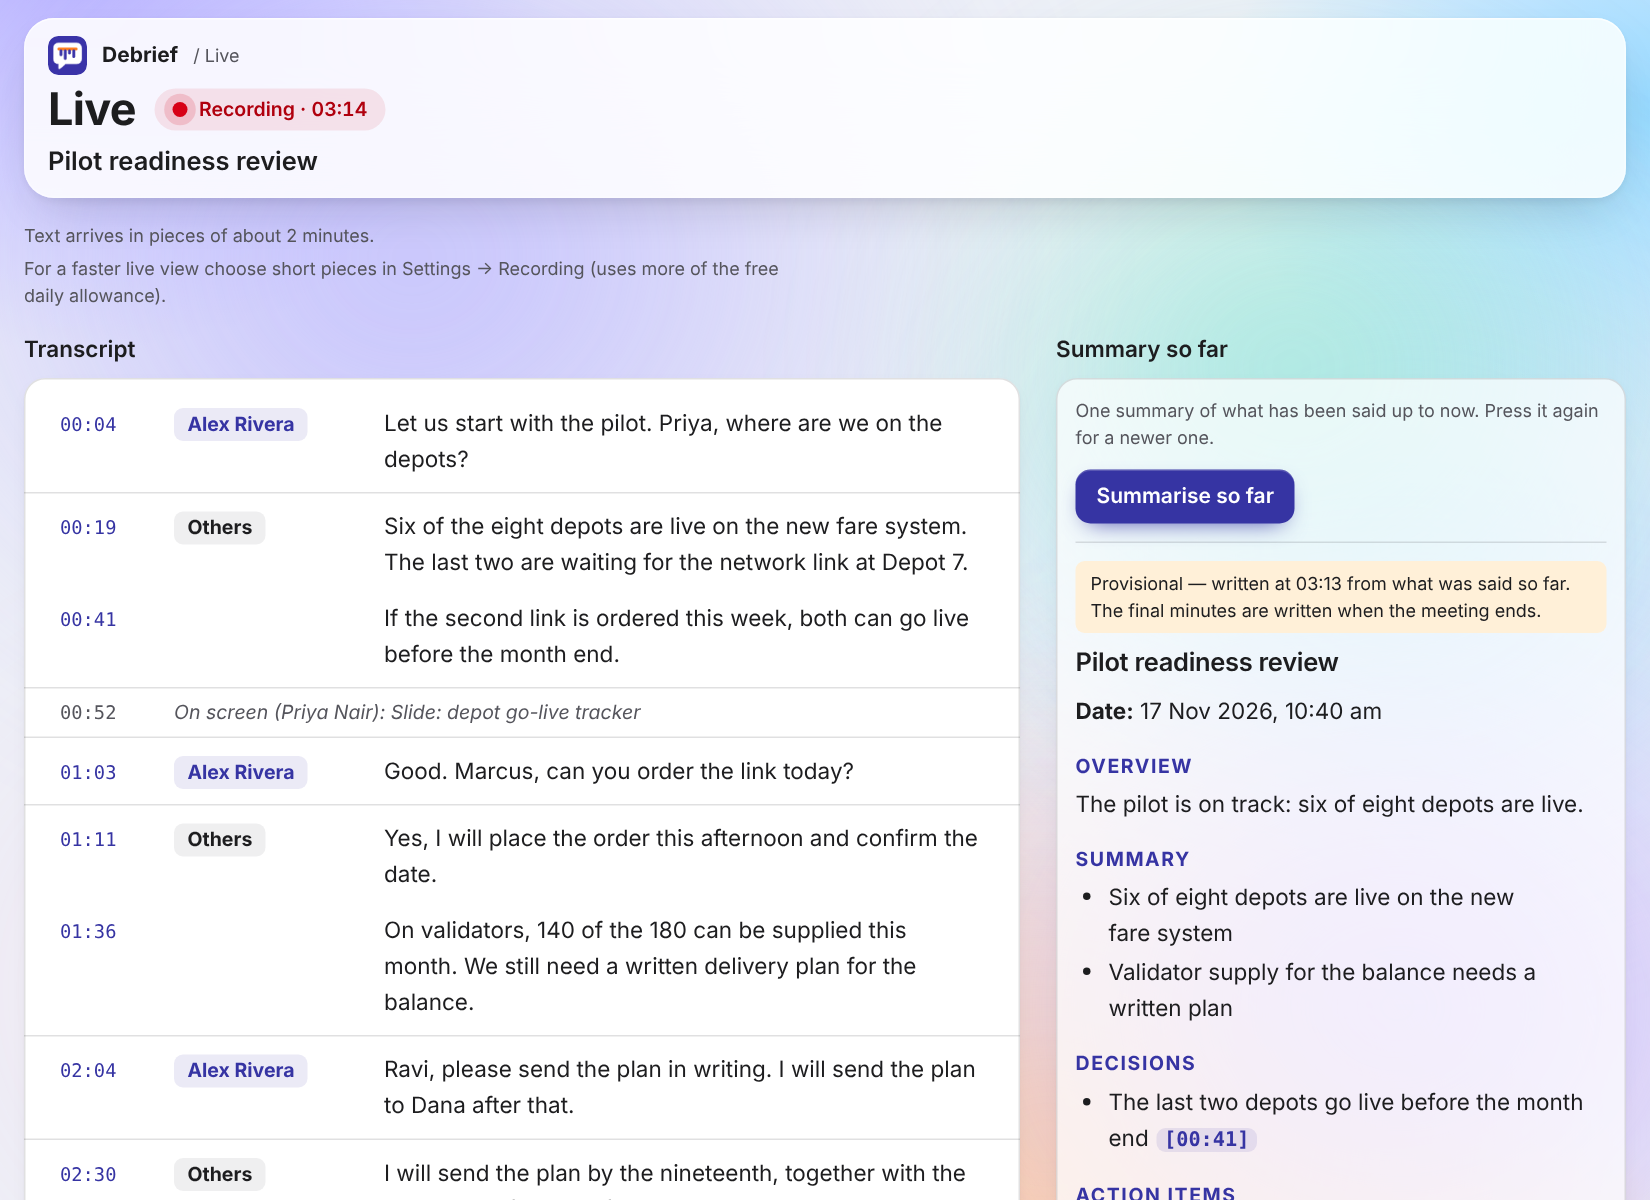 Debrief / Live
Live
Recording · 03:14
Pilot readiness review
Text arrives in pieces of about 2 minutes.
For a faster live view choose short pieces in Settings → Recording (uses more of the free
daily allowance).
Transcript
00:04 Alex Rivera Let us start with the pilot. Priya, where are we on the
depots?
00:19 Others Six of the eight depots are live on the new fare system.
The last two are waiting for the network link at Depot 7.
00:41 If the second link is ordered this week, both can go live
before the month end.
00:52 On screen (Priya Nair): Slide: depot go-live tracker
01:03 Alex Rivera Good. Marcus, can you order the link today?
01:11 Others Yes, I will place the order this afternoon and confirm the
date.
01:36 On validators, 140 of the 180 can be supplied this
month. We still need a written delivery plan for the
balance.
02:04 Alex Rivera Ravi, please send the plan in writing. I will send the plan
to Dana after that.
02:30 Others I will send the plan by the nineteenth, together with the
Summary so far
One summary of what has been said up to now. Press it again
for a newer one.
Summarise so far
Provisional — written at 03:13 from what was said so far.
The final minutes are written when the meeting ends.
Pilot readiness review
Date: 17 Nov 2026, 10:40 am
OVERVIEW
The pilot is on track: six of eight depots are live.
SUMMARY
• Six of eight depots are live on the new
fare system
• Validator supply for the balance needs a
written plan
DECISIONS
• The last two depots go live before the month
end [00:41]
ACTION ITEMS